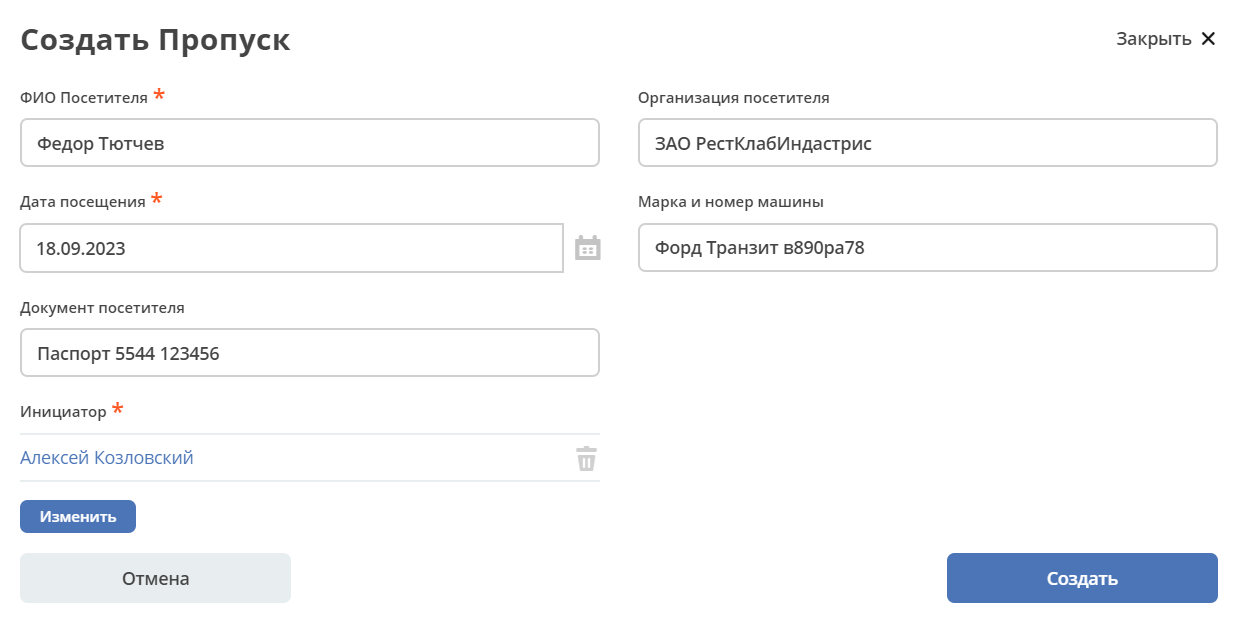 Создать Пропуск
Закрыть
ФИО Посетителя *
Федор Тютчев
Организация посетителя
ЗАО РестКлабИндастрис
Дата посещения *
18.09.2023
Марка и номер машины
Форд Транзит в890ра78
Документ посетителя
Паспорт 5544 123456
Инициатор *
Алексей Козловский
Изменить
Отмена
Создать